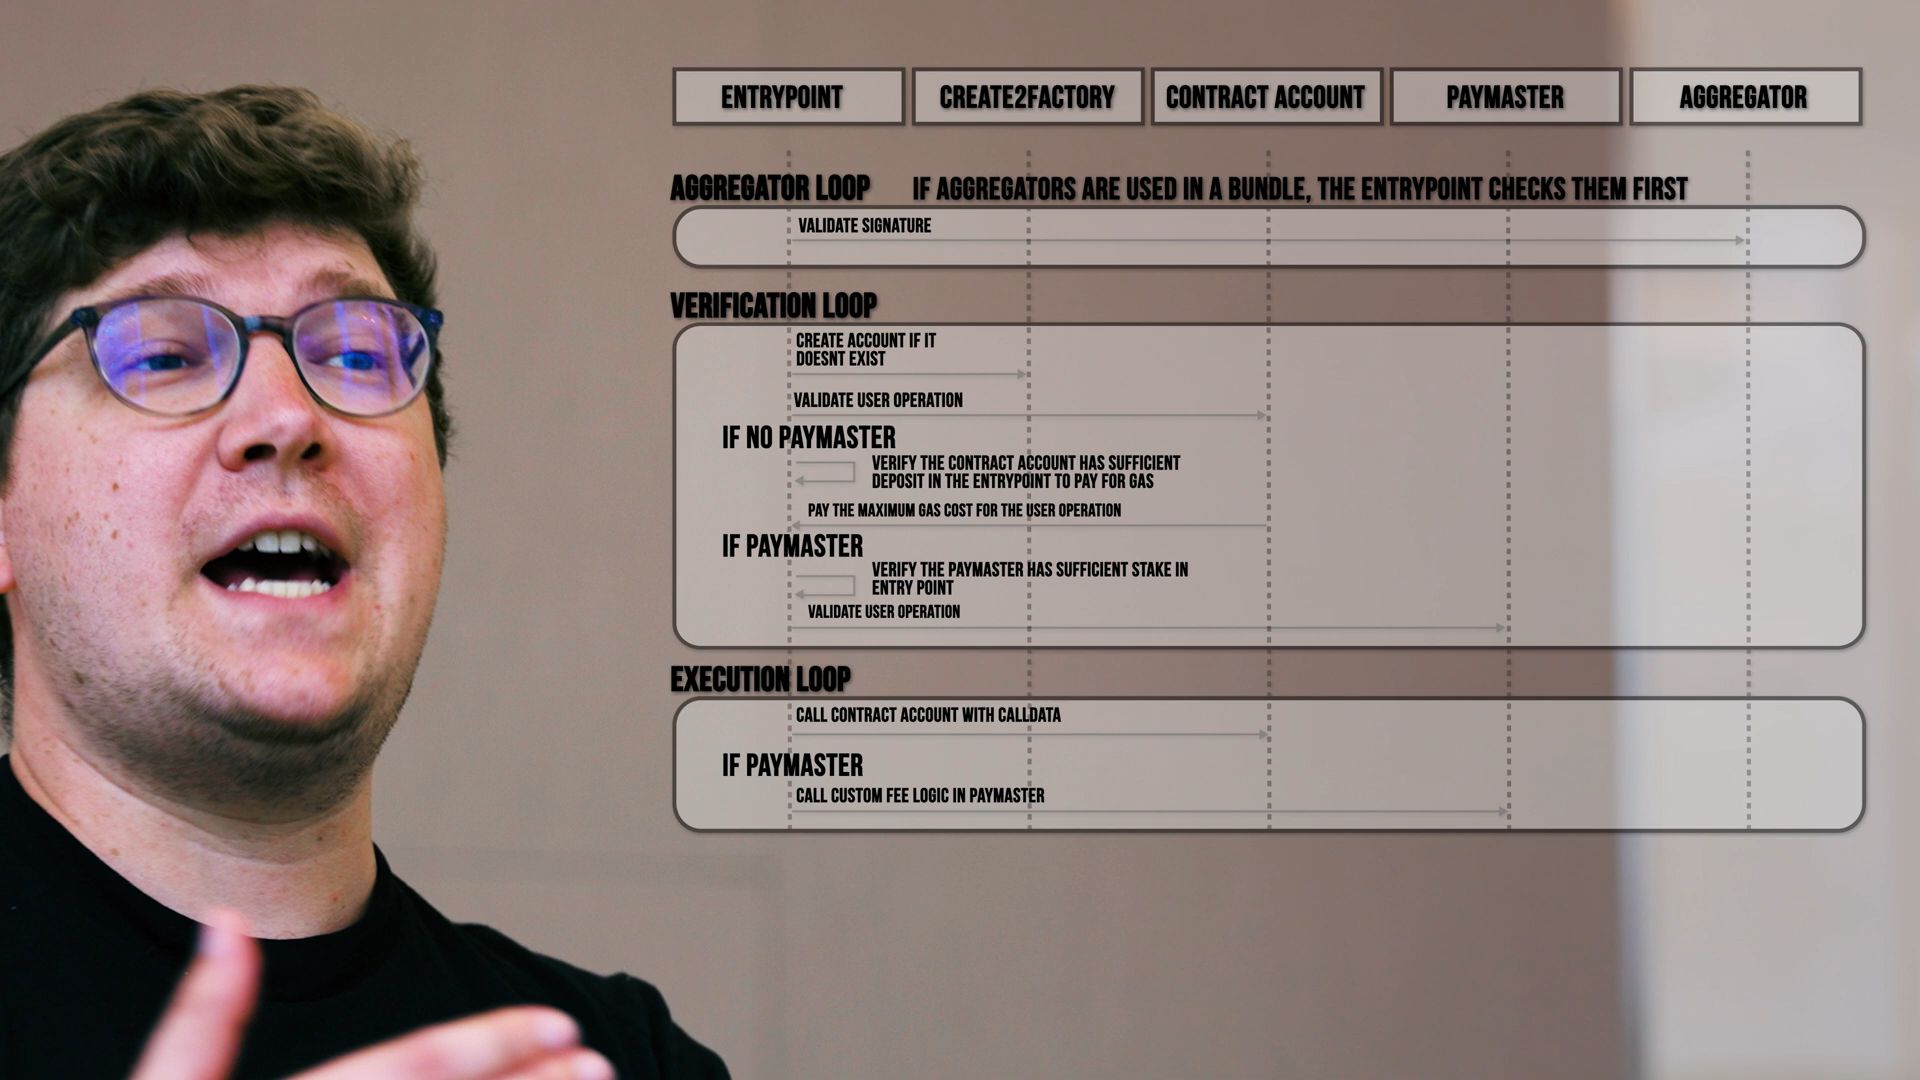 ENTRYPOINT
CREATE2FACTORY
CONTRACT ACCOUNT
PAYMASTER
AGGREGATOR
AGGREGATOR LOOP
IF AGGREGATORS ARE USED IN A BUNDLE, THE ENTRYPOINT CHECKS THEM FIRST
VALIDATE SIGNATURE
VERIFICATION LOOP
CREATE ACCOUNT IF IT
DOESNT EXIST
VALIDATE USER OPERATION
IF NO PAYMASTER
VERIFY THE CONTRACT ACCOUNT HAS SUFFICIENT
DEPOSIT IN THE ENTRYPOINT TO PAY FOR GAS
PAY THE MAXIMUM GAS COST FOR THE USER OPERATION
IF PAYMASTER
VERIFY THE PAYMASTER HAS SUFFICIENT STAKE IN
ENTRY POINT
VALIDATE USER OPERATION
EXECUTION LOOP
CALL CONTRACT ACCOUNT WITH CALLDATA
IF PAYMASTER
CALL CUSTOM FEE LOGIC IN PAYMASTER